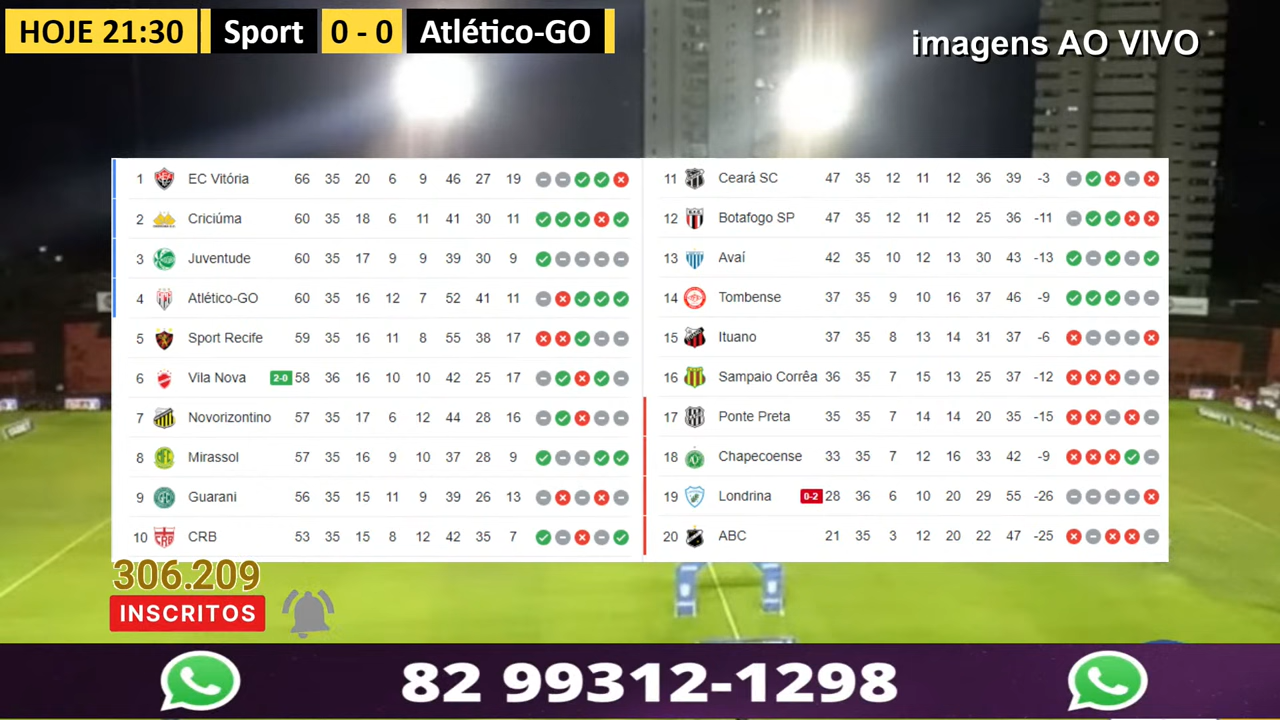 HOJE 21:30 Sport 0 - 0 Atlético-GO
imagens AO VIVO
1 EC Vitória 66 35 20 6 9 46 27 19
2 Criciúma 60 35 18 6 11 41 30 11
3 Juventude 60 35 17 9 9 39 30 9
4 Atlético-GO 60 35 16 12 7 52 41 11
5 Sport Recife 59 35 16 11 8 55 38 17
6 Vila Nova 2-0 58 36 16 10 10 42 25 17
7 Novorizontino 57 35 17 6 12 44 28 16
8 Mirassol 57 35 16 9 10 37 28 9
9 Guarani 56 35 15 11 9 39 26 13
10 CRB 53 35 15 8 12 42 35 7
11 Ceará SC 47 35 12 11 12 36 39 -3
12 Botafogo SP 47 35 12 11 12 25 36 -11
13 Avaí 42 35 10 12 13 30 43 -13
14 Tombense 37 35 9 10 16 37 46 -9
15 Ituano 37 35 8 13 14 31 37 -6
16 Sampaio Corrêa 36 35 7 15 13 25 37 -12
17 Ponte Preta 35 35 7 14 14 20 35 -15
18 Chapecoense 33 35 7 12 16 33 42 -9
19 Londrina 0-2 28 36 6 10 20 29 55 -26
20 ABC 21 35 3 12 20 22 47 -25
306.209
INSCRITOS
82 99312-1298